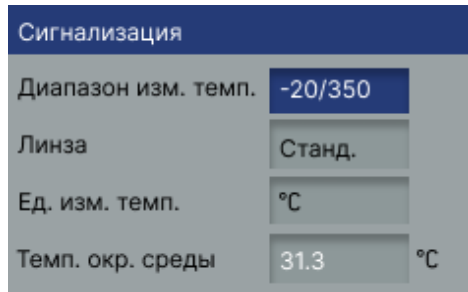 Сигнализация
Диапазон изм. темп. -20/350
Линза Станд.
Ед. изм. темп. °C
Темп. окр. среды 31.3 °C